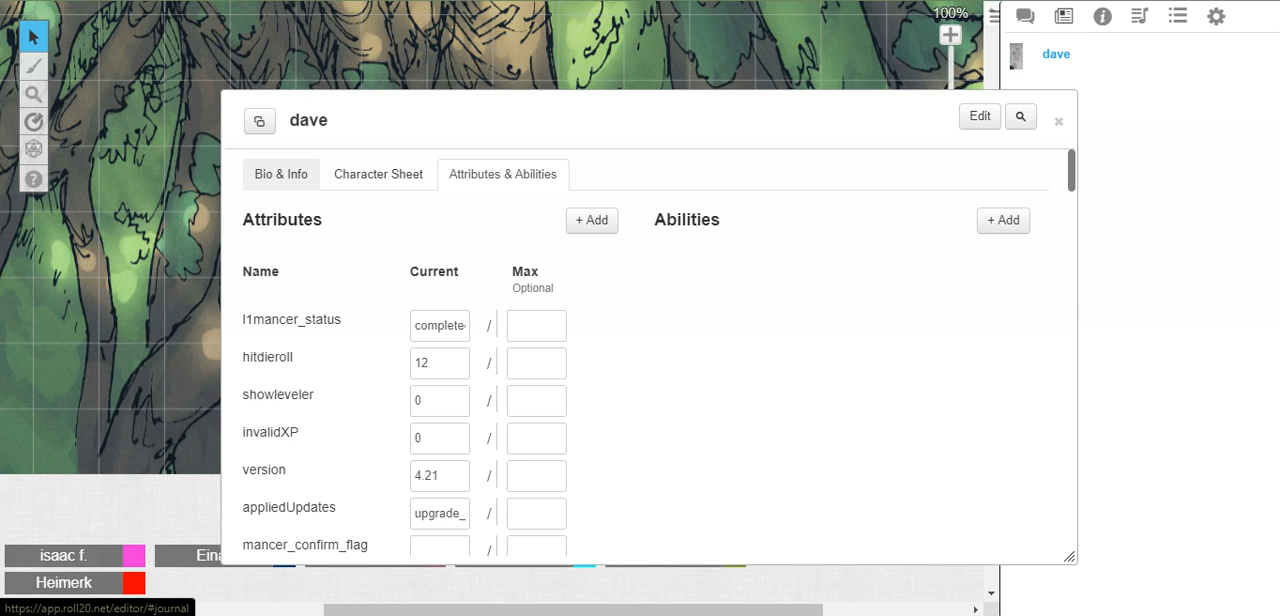 100%
dave
dave
Edit
Bio & Info
Character Sheet
Attributes & Abilities
Attributes
+ Add
Abilities
+ Add
Name
Current
Max
Optional
l1mancer_status
/
hitdieroll
12
/
showleveler
0
/
invalidXP
0
/
version
4.21
/
appliedUpdates
upgrade_
/
mancer_confirm_flag
/
isaac f.
Heimerk
https://app.roll20.net/editor/#journal